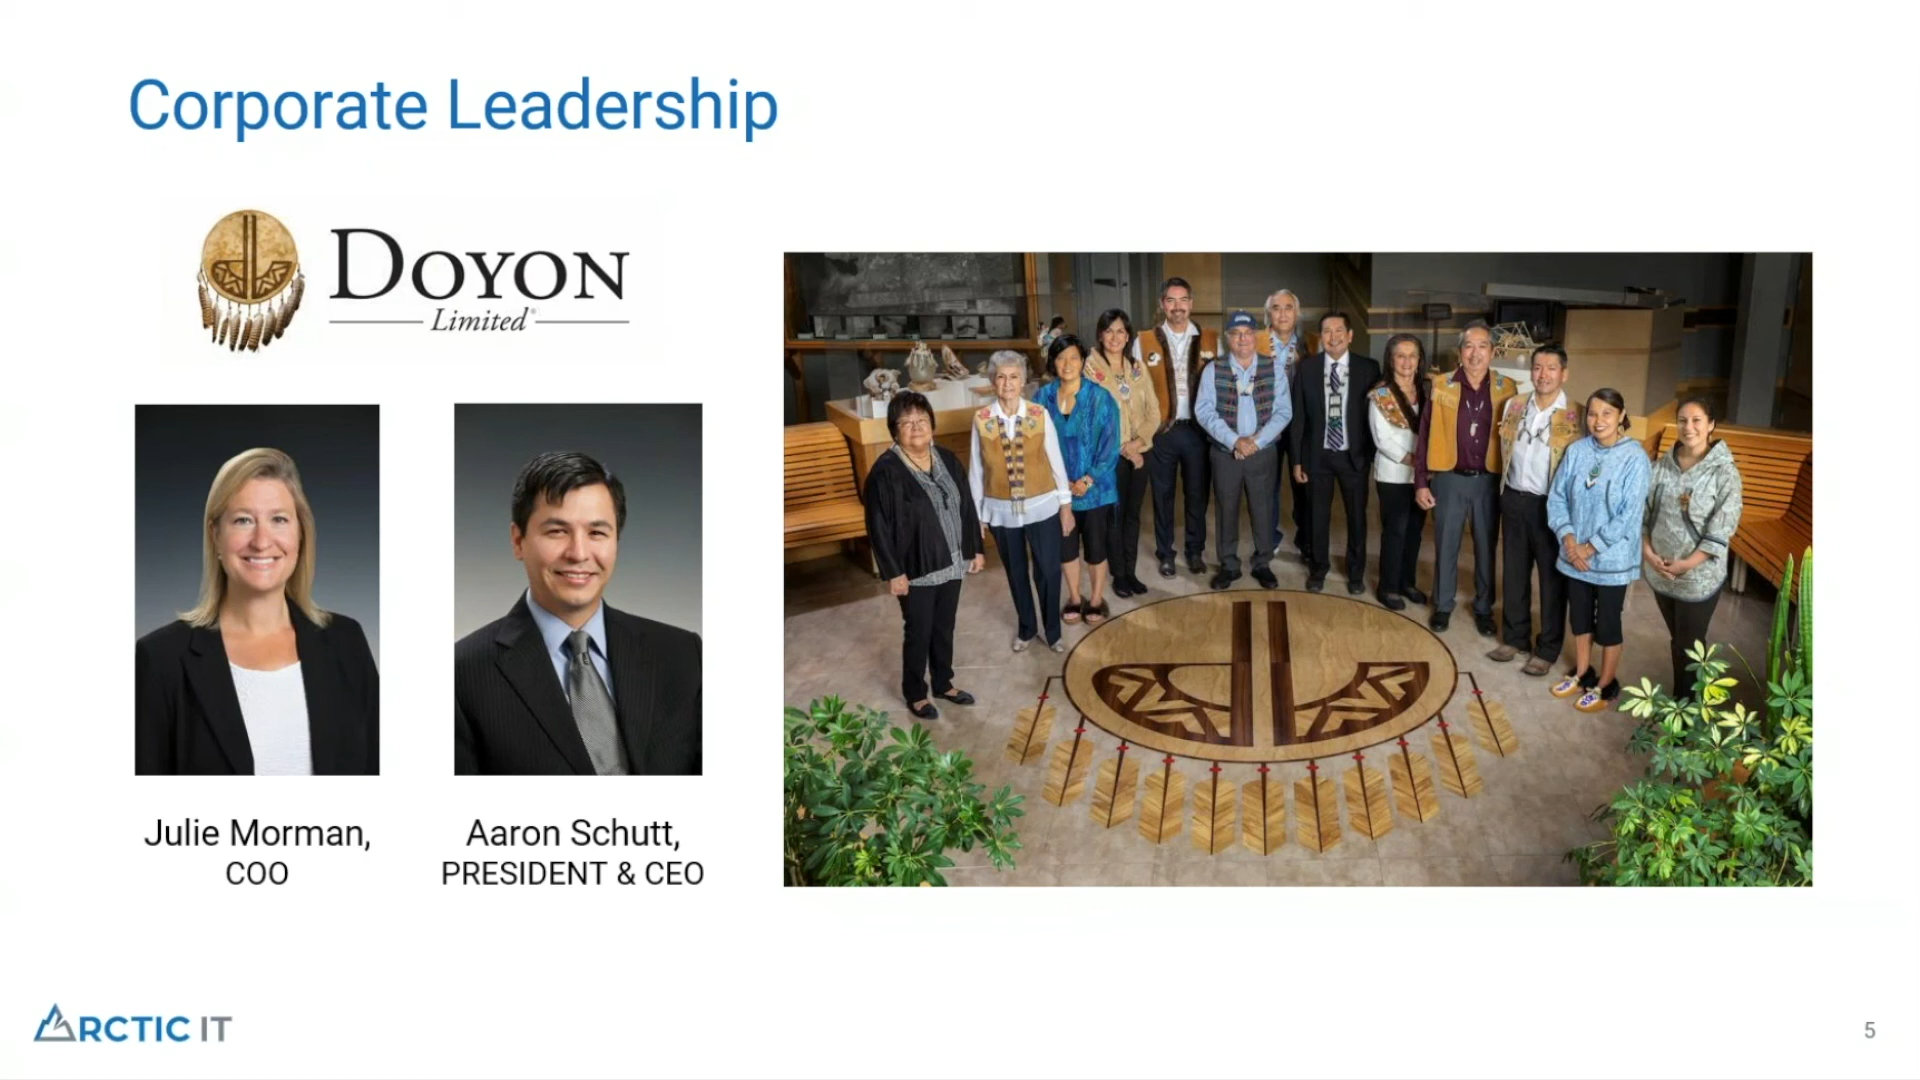 Corporate Leadership
DOYON
Limited
Julie Morman,
COO
Aaron Schutt,
PRESIDENT & CEO
ARCTIC IT
5